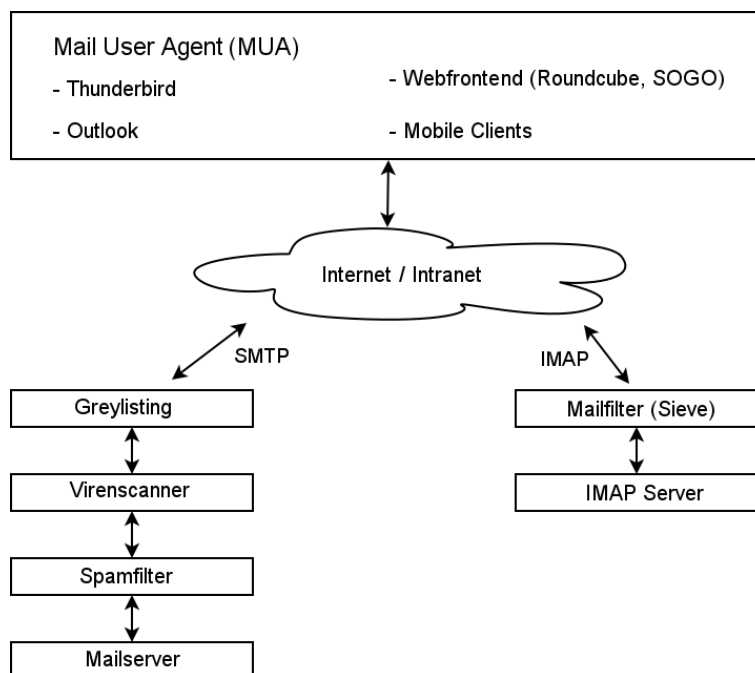 Mail User Agent (MUA)
- Thunderbird
- Outlook
- Webfrontend (Roundcube, SOGO)
- Mobile Clients
Internet / Intranet
SMTP
IMAP
Greylisting
Virenscanner
Spamfilter
Mailserver
Mailfilter (Sieve)
IMAP Server